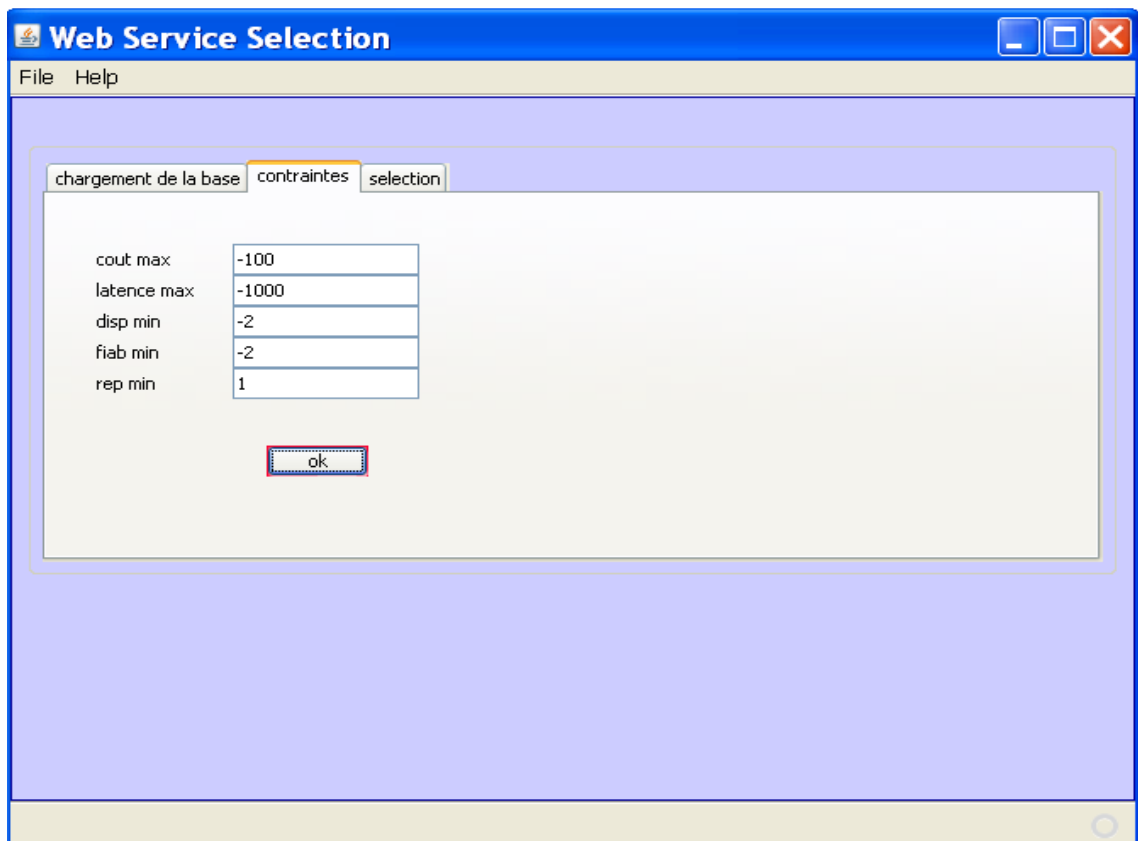 Web Service Selection
File Help
chargement de la base contraintes selection
cout max -100
latence max -1000
disp min -2
fiab min -2
rep min 1
ok